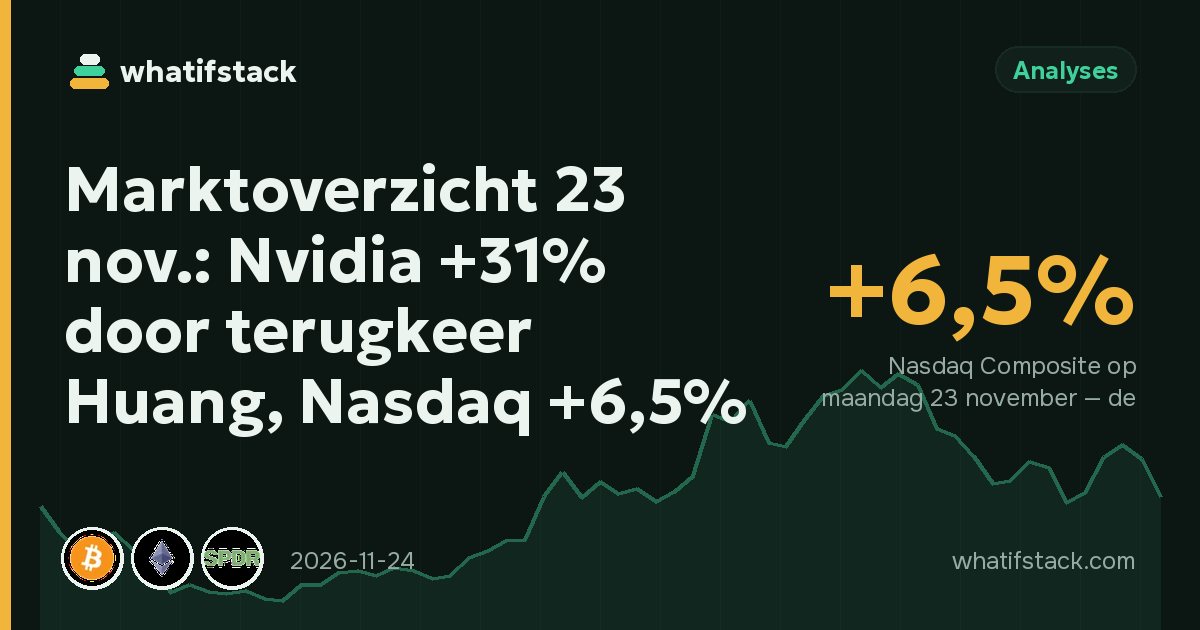 whatifstack
Analyses
Marktoverzicht 23
nov.: Nvidia +31%
door terugkeer
Huang, Nasdaq +6,5%
+6,5%
Nasdaq Composite op
maandag 23 november — de
SPDR
2026-11-24
whatifstack.com